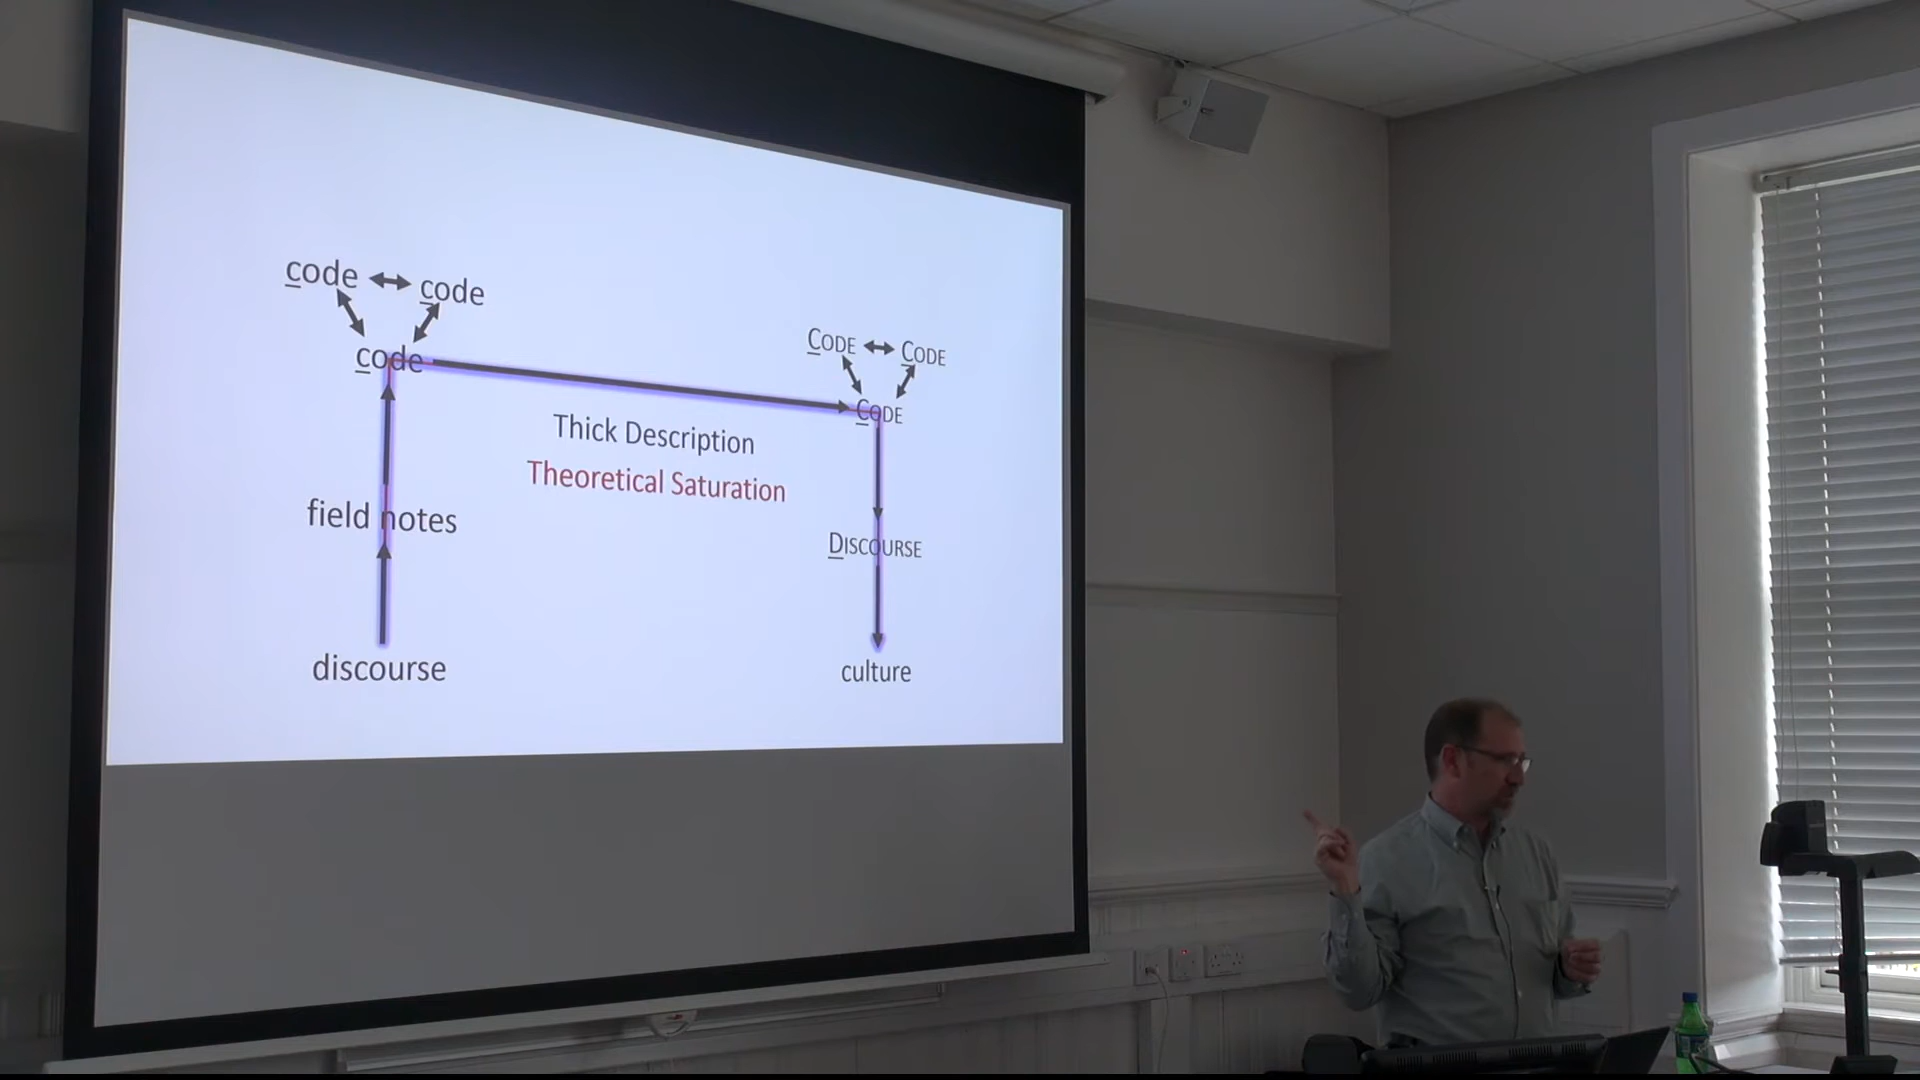 code code
code
CODE CODE
CODE
Thick Description
Theoretical Saturation
field notes
DISCOURSE
discourse
culture